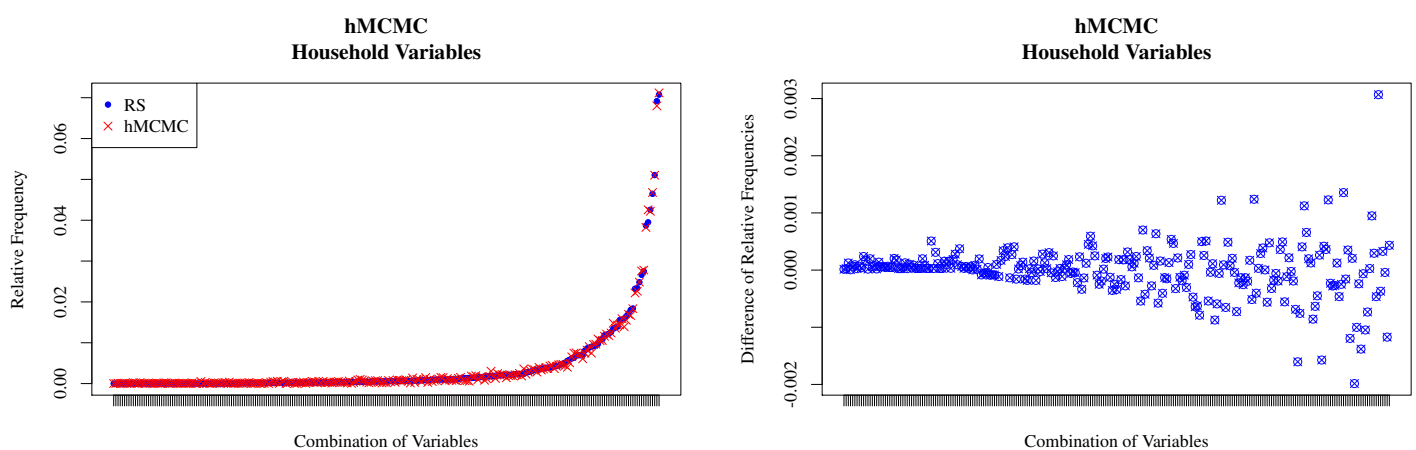 hMCMC
Household Variables
RS
hMCMC
Relative Frequency
0.00
0.02
0.04
0.06
Combination of Variables
hMCMC
Household Variables
Difference of Relative Frequencies
-0.002
0.000
0.001
0.002
0.003
Combination of Variables